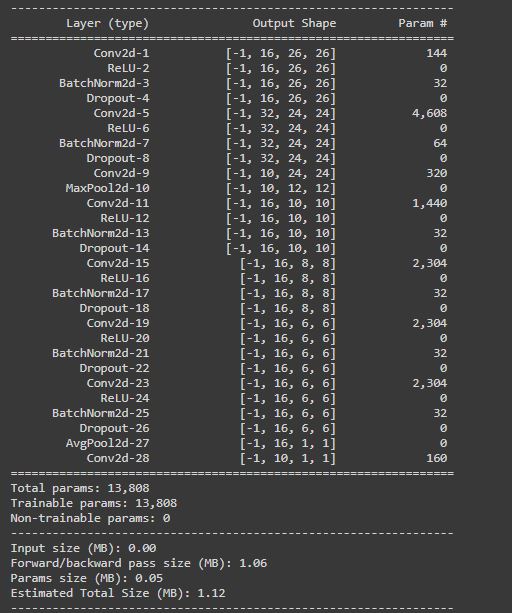 ----------------------------------------------------------------
        Layer (type)               Output Shape         Param #
================================================================
            Conv2d-1           [-1, 16, 26, 26]             144
              ReLU-2           [-1, 16, 26, 26]               0
       BatchNorm2d-3           [-1, 16, 26, 26]              32
           Dropout-4           [-1, 16, 26, 26]               0
            Conv2d-5           [-1, 32, 24, 24]           4,608
              ReLU-6           [-1, 32, 24, 24]               0
       BatchNorm2d-7           [-1, 32, 24, 24]              64
           Dropout-8           [-1, 32, 24, 24]               0
            Conv2d-9           [-1, 10, 24, 24]             320
        MaxPool2d-10           [-1, 10, 12, 12]               0
           Conv2d-11           [-1, 16, 10, 10]           1,440
             ReLU-12           [-1, 16, 10, 10]               0
      BatchNorm2d-13           [-1, 16, 10, 10]              32
          Dropout-14           [-1, 16, 10, 10]               0
           Conv2d-15             [-1, 16, 8, 8]           2,304
             ReLU-16             [-1, 16, 8, 8]               0
      BatchNorm2d-17             [-1, 16, 8, 8]              32
          Dropout-18             [-1, 16, 8, 8]               0
           Conv2d-19             [-1, 16, 6, 6]           2,304
             ReLU-20             [-1, 16, 6, 6]               0
      BatchNorm2d-21             [-1, 16, 6, 6]              32
          Dropout-22             [-1, 16, 6, 6]               0
           Conv2d-23             [-1, 16, 6, 6]           2,304
             ReLU-24             [-1, 16, 6, 6]               0
      BatchNorm2d-25             [-1, 16, 6, 6]              32
          Dropout-26             [-1, 16, 6, 6]               0
        AvgPool2d-27             [-1, 16, 1, 1]               0
           Conv2d-28             [-1, 10, 1, 1]             160
================================================================
Total params: 13,808
Trainable params: 13,808
Non-trainable params: 0
----------------------------------------------------------------
Input size (MB): 0.00
Forward/backward pass size (MB): 1.06
Params size (MB): 0.05
Estimated Total Size (MB): 1.12
----------------------------------------------------------------